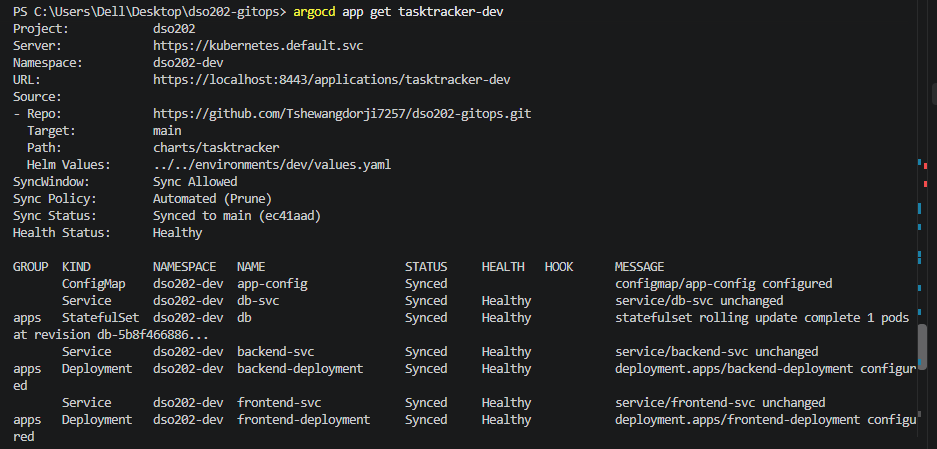 PS C:\Users\Dell\Desktop\dso202-gitops> argocd app get tasktracker-dev
Project:            dso202
Server:             https://kubernetes.default.svc
Namespace:          dso202-dev
URL:                https://localhost:8443/applications/tasktracker-dev
Source:
- Repo:             https://github.com/Tshewangdorji7257/dso202-gitops.git
  Target:           main
  Path:             charts/tasktracker
  Helm Values:      ../../environments/dev/values.yaml
SyncWindow:         Sync Allowed
Sync Policy:        Automated (Prune)
Sync Status:        Synced to main (ec41aad)
Health Status:      Healthy

GROUP  KIND         NAMESPACE   NAME                    STATUS     HEALTH   HOOK      MESSAGE
       ConfigMap    dso202-dev  app-config              Synced                        configmap/app-config configured
       Service      dso202-dev  db-svc                  Synced     Healthy            service/db-svc unchanged
apps   StatefulSet  dso202-dev  db                      Synced     Healthy            statefulset rolling update complete 1 pods
at revision db-5b8f466886...
       Service      dso202-dev  backend-svc             Synced     Healthy            service/backend-svc unchanged
apps   Deployment   dso202-dev  backend-deployment      Synced     Healthy            deployment.apps/backend-deployment configur
ed
       Service      dso202-dev  frontend-svc            Synced     Healthy            service/frontend-svc unchanged
apps   Deployment   dso202-dev  frontend-deployment     Synced     Healthy            deployment.apps/frontend-deployment configu
red